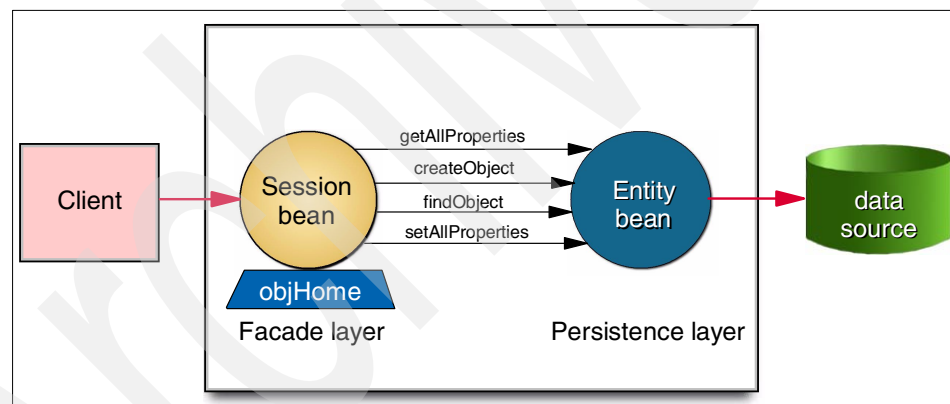 Client
Session
bean
objHome
Facade layer
getAllProperties
createObject
findObject
setAllProperties
Entity
bean
Persistence layer
data
source